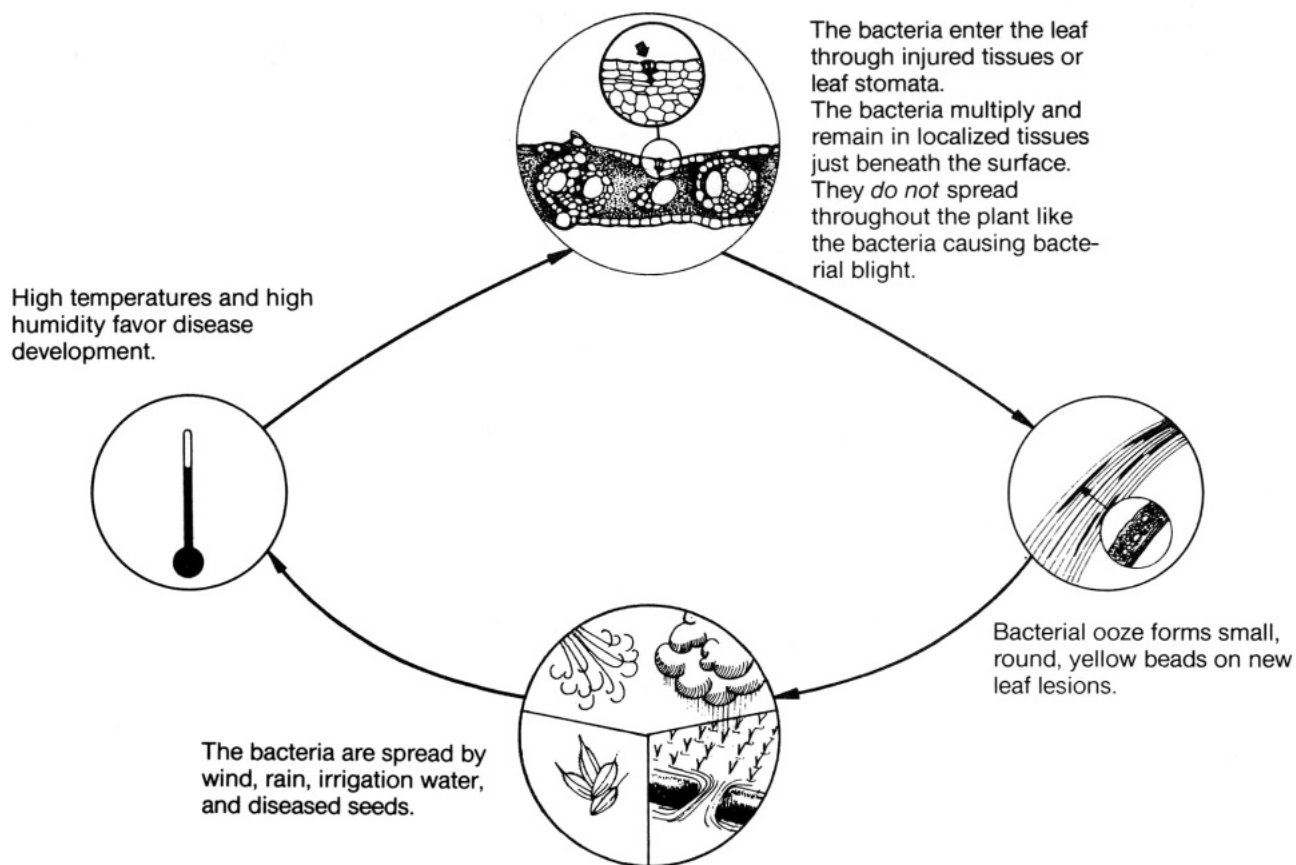 The bacteria enter the leaf
through injured tissues or
leaf stomata.
The bacteria multiply and
remain in localized tissues
just beneath the surface.
They do not spread
throughout the plant like
the bacteria causing bacte-
rial blight.
High temperatures and high
humidity favor disease
development.
Bacterial ooze forms small,
round, yellow beads on new
leaf lesions.
The bacteria are spread by
wind, rain, irrigation water,
and diseased seeds.